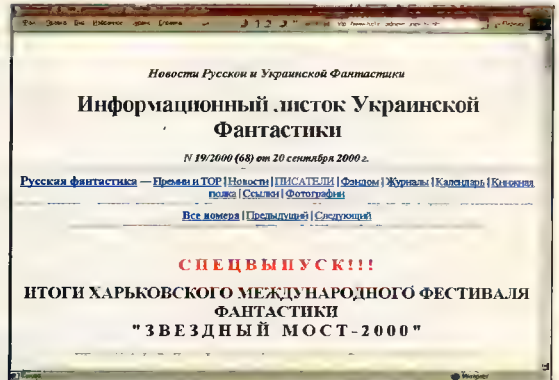 Новости Русской и Украинской Фантастики
Информационный листок Украинской
Фантастики
N 19/2000 (68) от 20 сентября 2000 г.
Русская фантастика — Премии и TOP | Новости | ПИСАТЕЛИ | Фэндом | Журналы | Календарь | Книжная
полка | Ссылки | Фотографии
Все номера | Предыдущий | Следующий
СПЕЦВЫПУСК!!!
ИТОГИ ХАРЬКОВСКОГО МЕЖДУНАРОДНОГО ФЕСТИВАЛЯ
ФАНТАСТИКИ
"ЗВЕЗДНЫЙ МОСТ-2000"